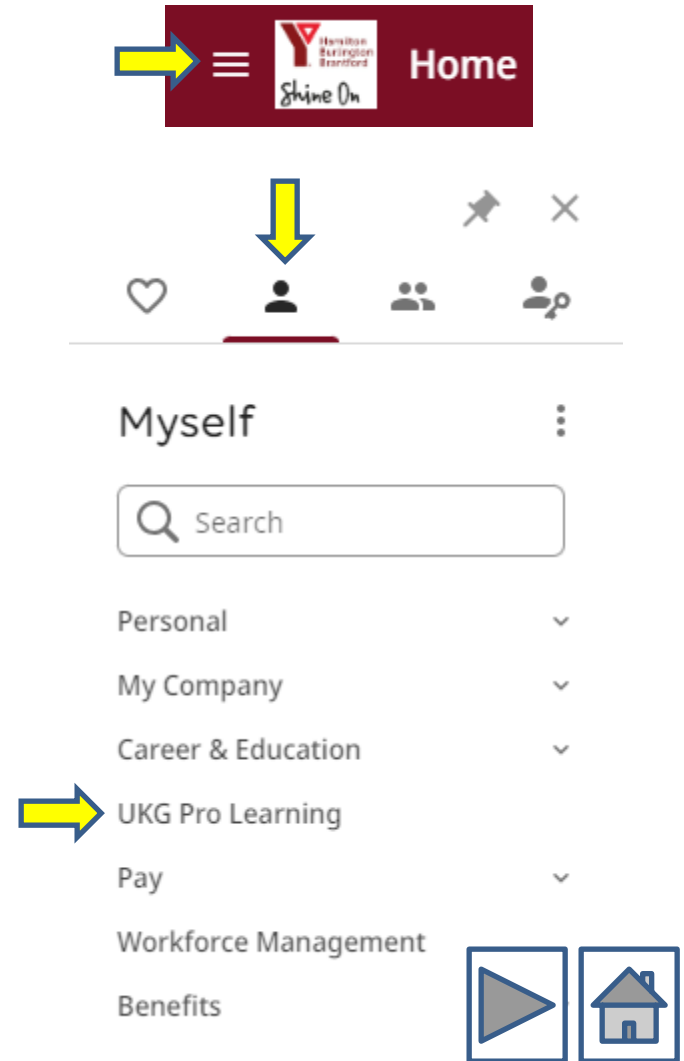 Hamilton
Burlington
Brantford
Shine On
Home
Myself
Search
Personal
My Company
Career & Education
UKG Pro Learning
Pay
Workforce Management
Benefits